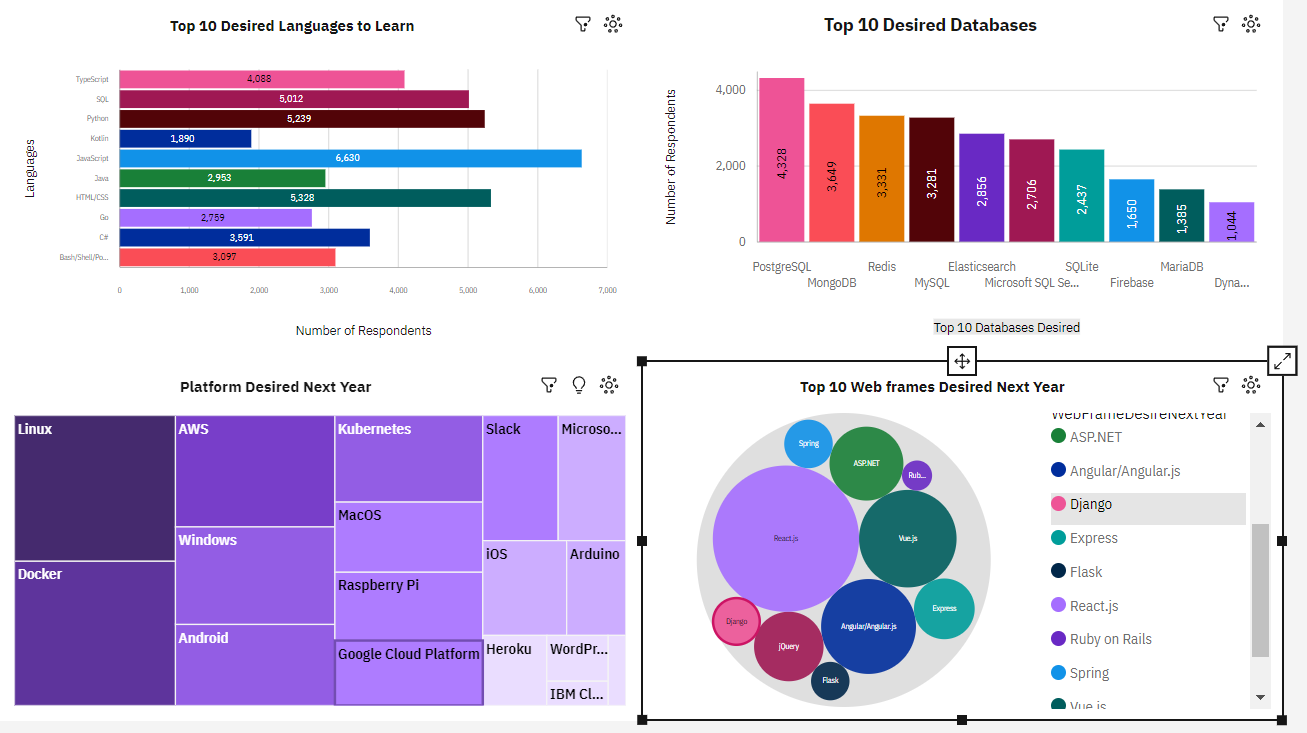 Top 10 Desired Languages to Learn
Languages
TypeScript 4,088
SQL 5,012
Python 5,239
Kotlin 1,890
JavaScript 6,630
Java 2,953
HTML/CSS 5,328
Go 2,759
C# 3,591
Bash/Shell/Po... 3,097
0 1,000 2,000 3,000 4,000 5,000 6,000 7,000
Number of Respondents
Top 10 Desired Databases
Number of Respondents
4,000
2,000
0
4,328 3,649 3,331 3,281 2,856 2,706 2,437 1,650 1,385 1,044
PostgreSQL Redis Elasticsearch SQLite MariaDB
MongoDB MySQL Microsoft SQL Se... Firebase Dyna...
Top 10 Databases Desired
Platform Desired Next Year
Linux AWS Kubernetes Slack Microso...
MacOS
Windows iOS Arduino
Docker Raspberry Pi
Android
Google Cloud Platform Heroku WordPr...
IBM Cl...
Top 10 Web frames Desired Next Year
Spring
ASP.NET
Rub...
React.js Vue.js
Express
Django Angular/Angular.js
jQuery
Flask
WebFrameDesireNextYear
ASP.NET
Angular/Angular.js
Django
Express
Flask
React.js
Ruby on Rails
Spring
Vue.js